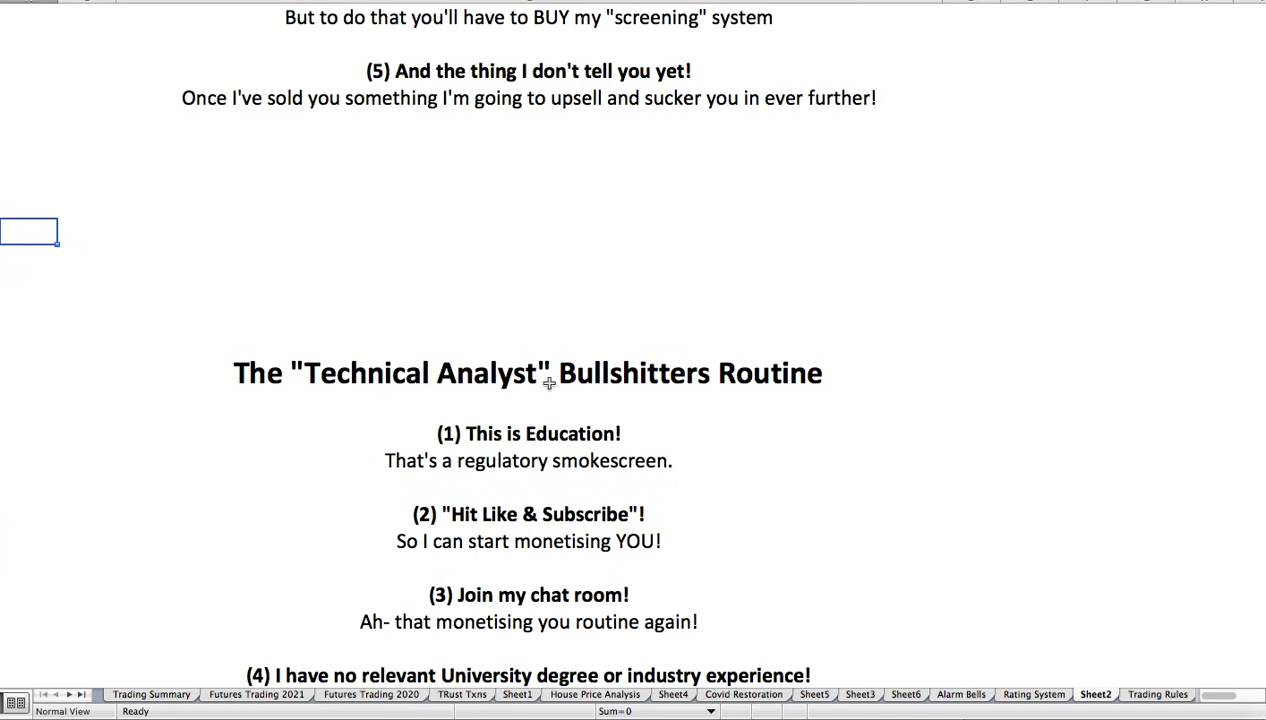 But to do that you'll have to BUY my "screening" system
(5) And the thing I don't tell you yet!
Once I've sold you something I'm going to upsell and sucker you in ever further!
The "Technical Analyst" Bullshitters Routine
(1) This is Education!
That's a regulatory smokescreen.
(2) "Hit Like & Subscribe"!
So I can start monetising YOU!
(3) Join my chat room!
Ah- that monetising you routine again!
(4) I have no relevant University degree or industry experience!
Trading Summary Futures Trading 2021 Futures Trading 2020 TRust Txns Sheet1 House Price Analysis Sheet4 Covid Restoration Sheet5 Sheet3 Sheet6 Alarm Bells Rating System Sheet2 Trading Rules
Normal View Ready Sum=0